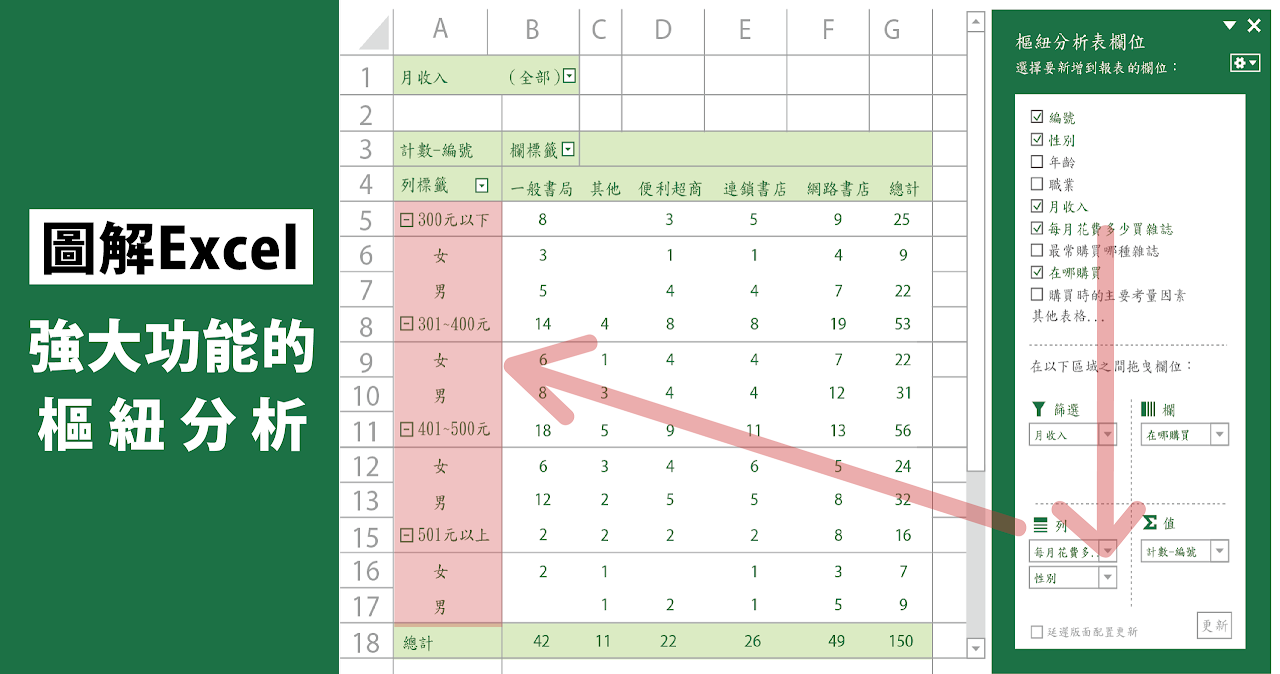 圖解Excel
強大功能的
樞紐分析
A B C D E F G
1 月收入 (全部)
2
3 計數-編號 欄標籤
4 列標籤 一般書局 其他 便利超商 連鎖書店 網路書店 總計
5 300元以下 8 3 5 9 25
6 女 3 1 1 4 9
7 男 5 4 4 7 22
8 301~400元 14 4 8 8 19 53
9 女 6 1 4 4 7 22
10 男 8 3 4 4 12 31
11 401~500元 18 5 9 11 13 56
12 女 6 3 4 6 5 24
13 男 12 2 5 5 8 32
15 501元以上 2 2 2 2 8 16
16 女 2 1 1 3 7
17 男 1 2 1 5 9
18 總計 42 11 22 26 49 150
樞紐分析表欄位
選擇要新增到報表的欄位：
編號
性別
年齡
職業
月收入
每月花費多少買雜誌
最常購買哪種雜誌
在哪購買
購買時的主要考量因素
其他表格...
在以下區域之間拖曳欄位：
篩選 欄
月收入 在哪購買
列 Σ 值
每月花費多... 計數-編號
性別
延遲版面配置更新 更新